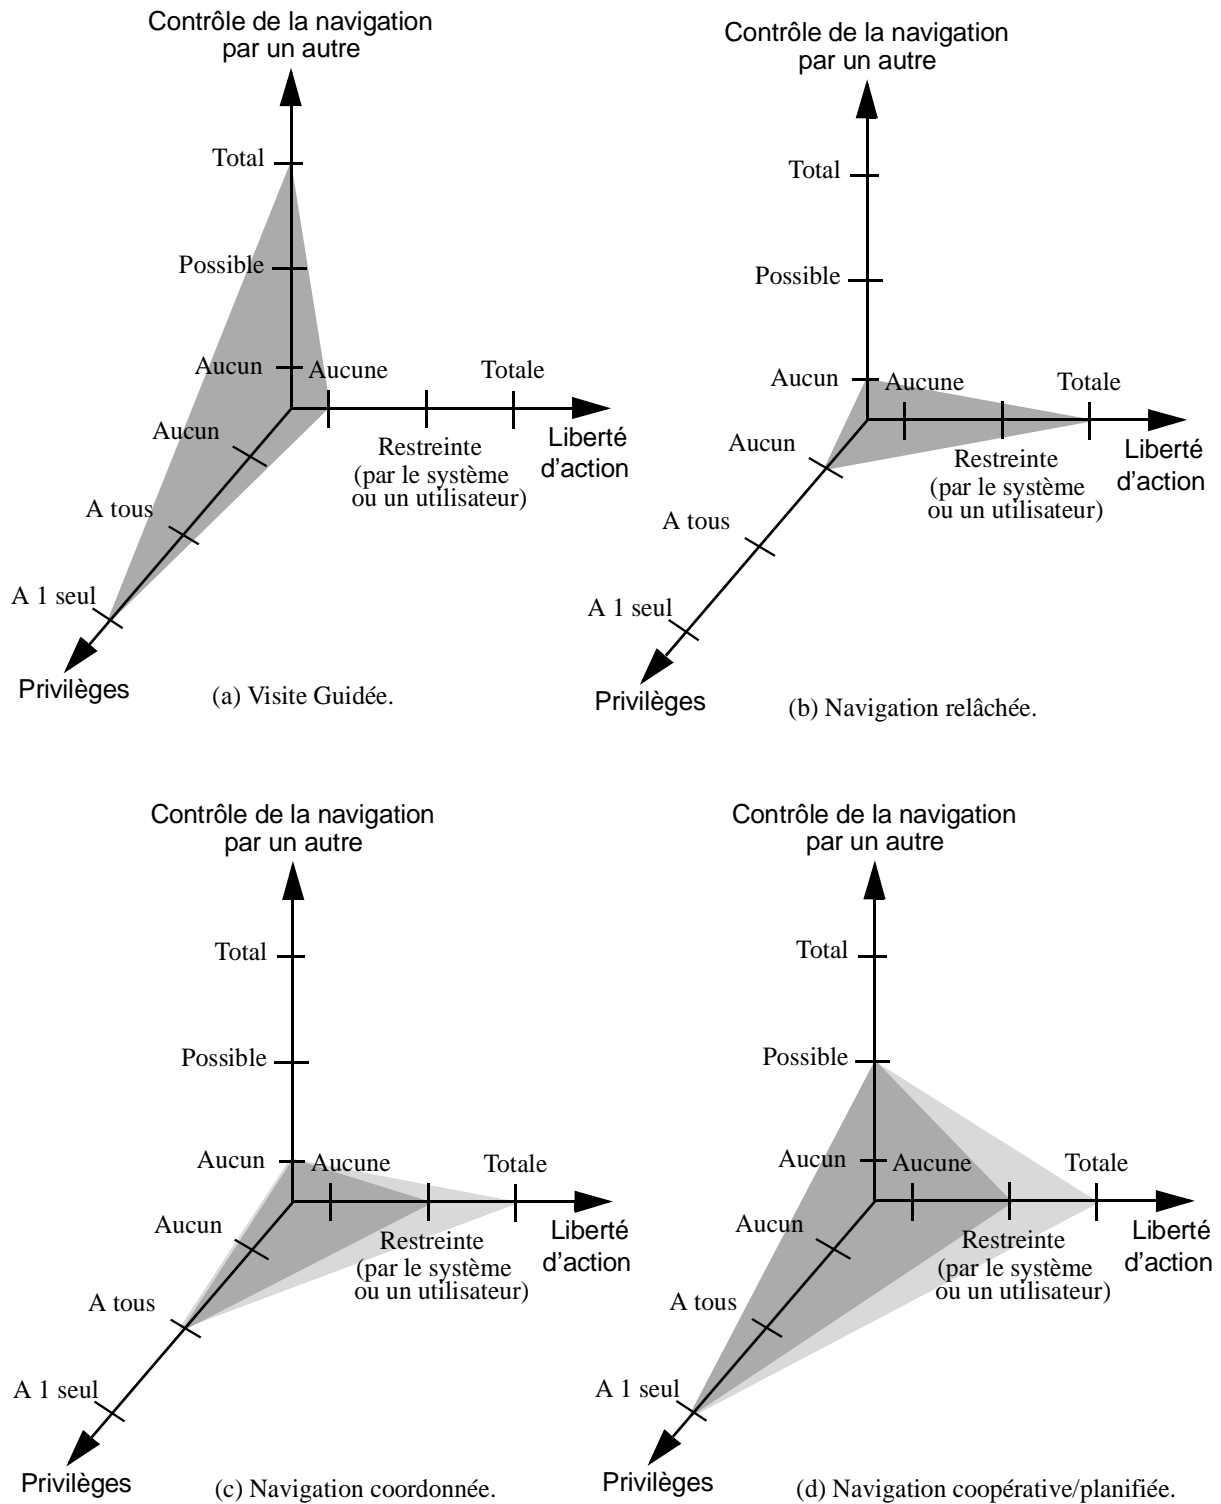 Contrôle de la navigation
par un autre
Total
Possible
Aucun
Aucune
Totale
Aucun
Restreinte
(par le système
ou un utilisateur)
Liberté
d'action
A tous
A 1 seul
Privilèges
(a) Visite Guidée.
Contrôle de la navigation
par un autre
Total
Possible
Aucun
Aucune
Totale
Aucun
Restreinte
(par le système
ou un utilisateur)
Liberté
d'action
A tous
A 1 seul
Privilèges
(b) Navigation relâchée.
Contrôle de la navigation
par un autre
Total
Possible
Aucun
Aucune
Totale
Aucun
Restreinte
(par le système
ou un utilisateur)
Liberté
d'action
A tous
A 1 seul
Privilèges
(c) Navigation coordonnée.
Contrôle de la navigation
par un autre
Total
Possible
Aucun
Aucune
Totale
Aucun
Restreinte
(par le système
ou un utilisateur)
Liberté
d'action
A tous
A 1 seul
Privilèges
(d) Navigation coopérative/planifiée.